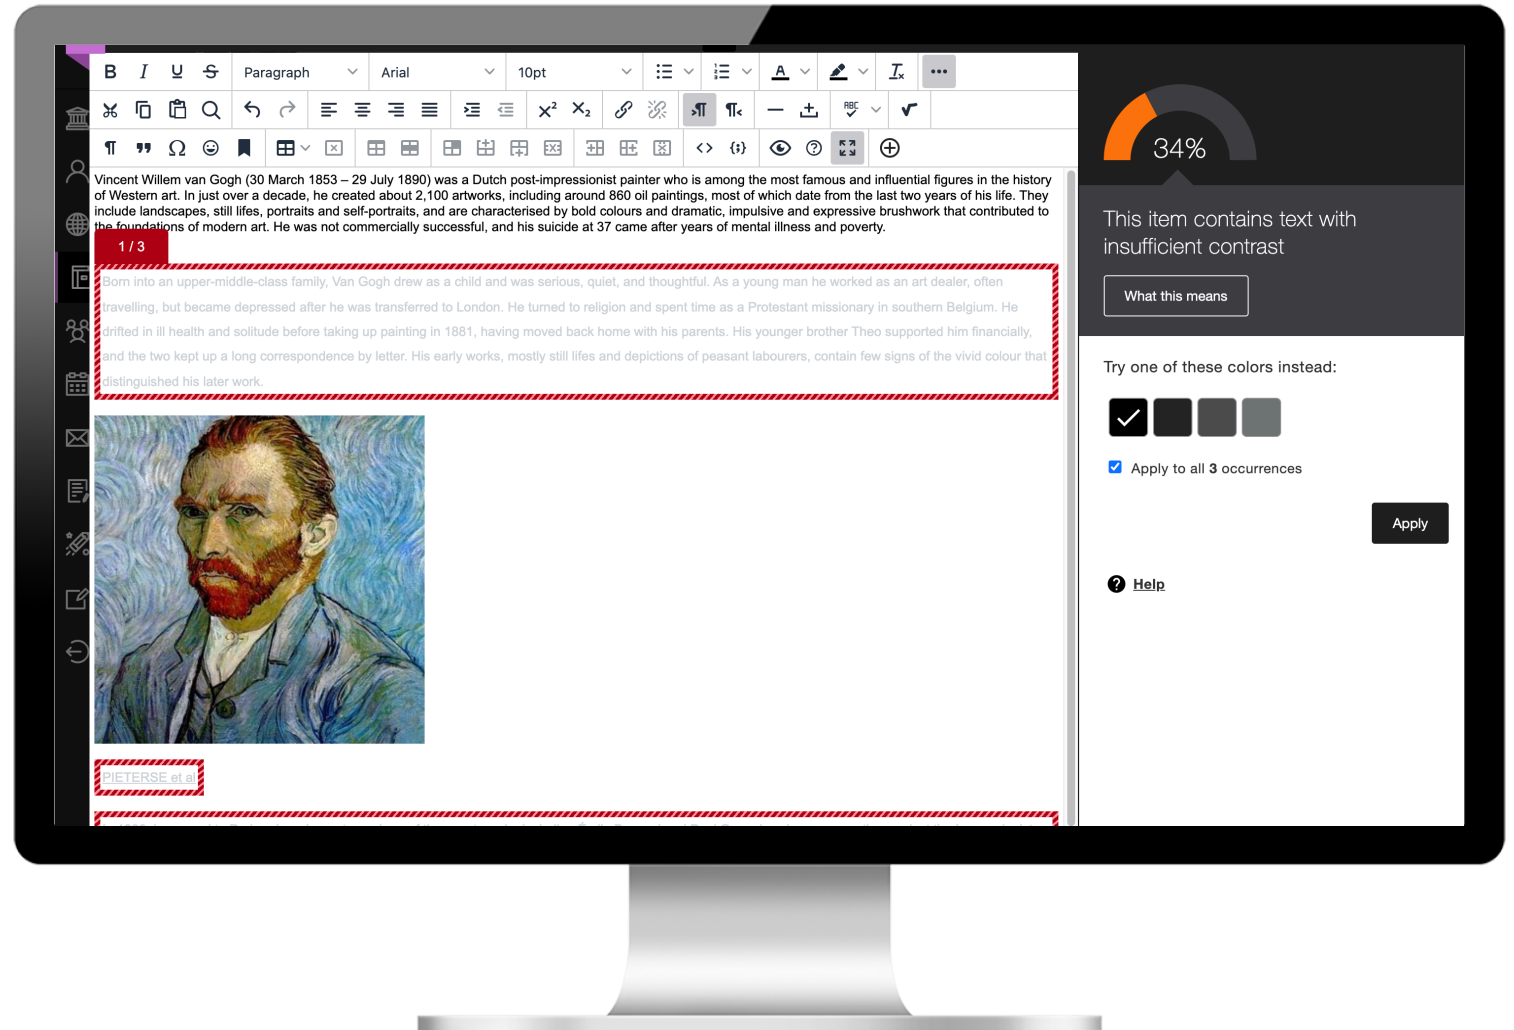 B I U S Paragraph Arial 10pt A
X² X₂ ABC
Vincent Willem van Gogh (30 March 1853 – 29 July 1890) was a Dutch post-impressionist painter who is among the most famous and influential figures in the history
of Western art. In just over a decade, he created about 2,100 artworks, including around 860 oil paintings, most of which date from the last two years of his life. They
include landscapes, still lifes, portraits and self-portraits, and are characterised by bold colours and dramatic, impulsive and expressive brushwork that contributed to
the foundations of modern art. He was not commercially successful, and his suicide at 37 came after years of mental illness and poverty.
1 / 3
Born into an upper-middle-class family, Van Gogh drew as a child and was serious, quiet, and thoughtful. As a young man he worked as an art dealer, often
travelling, but became depressed after he was transferred to London. He turned to religion and spent time as a Protestant missionary in southern Belgium. He
drifted in ill health and solitude before taking up painting in 1881, having moved back home with his parents. His younger brother Theo supported him financially,
and the two kept up a long correspondence by letter. His early works, mostly still lifes and depictions of peasant labourers, contain few signs of the vivid colour that
distinguished his later work.
PIETERSE et al
34%
This item contains text with
insufficient contrast
What this means
Try one of these colors instead:
Apply to all 3 occurrences
Apply
Help